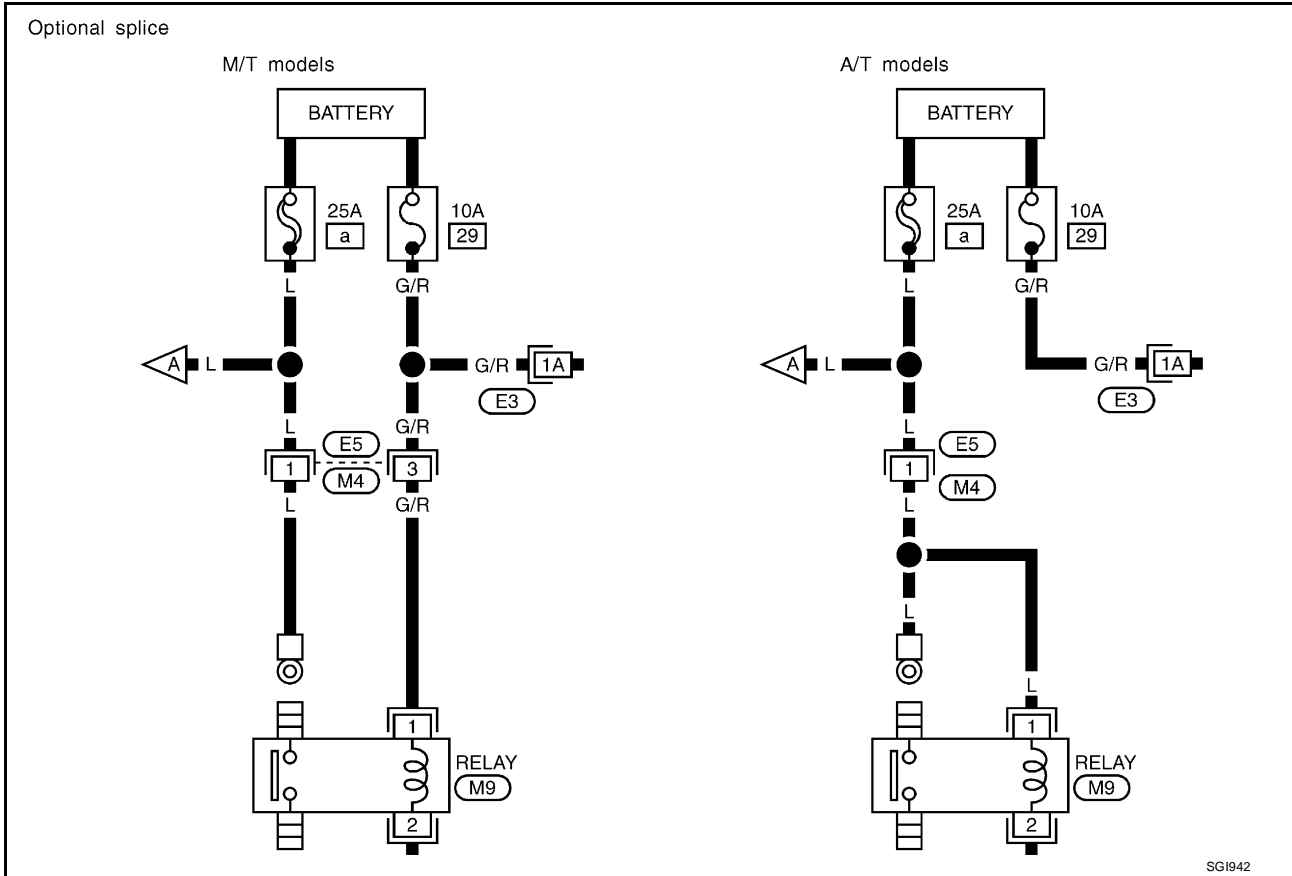 Optional splice
M/T models
BATTERY
25A
a
10A
29
L
G/R
A
L
G/R
1A
E3
L
G/R
E5
1
3
M4
L
G/R
1
RELAY
M9
2
A/T models
BATTERY
25A
a
10A
29
L
G/R
A
L
G/R
1A
E3
L
E5
1
M4
L
L
L
1
RELAY
M9
2
SGI942